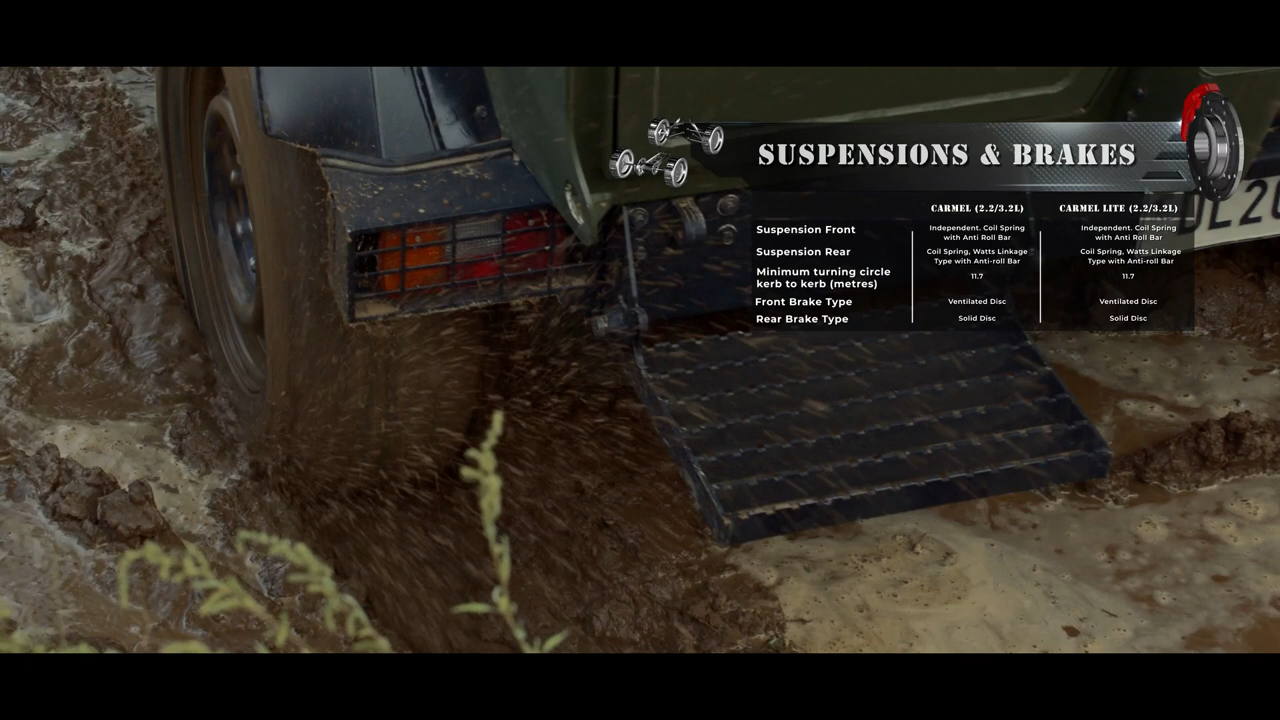 SUSPENSIONS & BRAKES
CARMEL (2.2/3.2L) CARMEL LITE (2.2/3.2L)
Suspension Front Independent. Coil Spring with Anti Roll Bar Independent. Coil Spring with Anti Roll Bar
Suspension Rear Coil Spring, Watts Linkage Type with Anti-roll Bar Coil Spring, Watts Linkage Type with Anti-roll Bar
Minimum turning circle kerb to kerb (metres) 11.7 11.7
Front Brake Type Ventilated Disc Ventilated Disc
Rear Brake Type Solid Disc Solid Disc